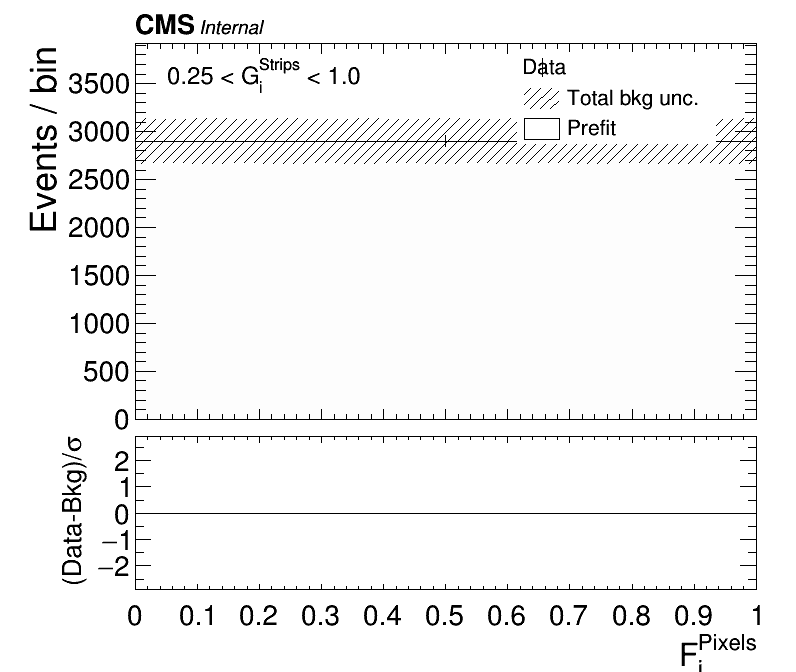 CMS Internal
Events / bin
3500
3000
2500
2000
1500
1000
500
0
0.25 < G_i^Strips < 1.0
Data
Total bkg unc.
Prefit
(Data-Bkg)/σ
2
1
0
−1
−2
0 0.1 0.2 0.3 0.4 0.5 0.6 0.7 0.8 0.9 1
F_i^Pixels